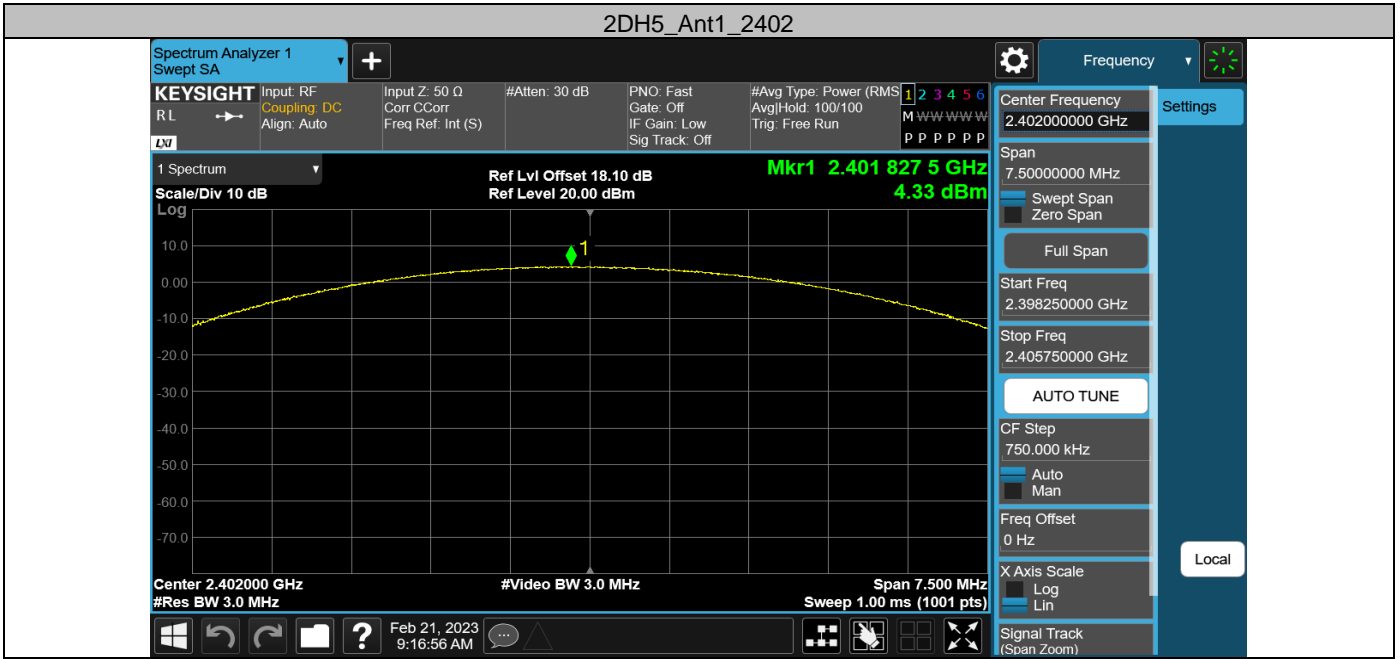 2DH5_Ant1_2402
Spectrum Analyzer 1
Swept SA
Frequency
KEYSIGHT
R L
LXI
Input: RF
Coupling: DC
Align: Auto
Input Z: 50 Ω
Corr CCorr
Freq Ref: Int (S)
#Atten: 30 dB
PNO: Fast
Gate: Off
IF Gain: Low
Sig Track: Off
#Avg Type: Power (RMS
Avg|Hold: 100/100
Trig: Free Run
1 2 3 4 5 6
M W W W W W
P P P P P P
1 Spectrum
Scale/Div 10 dB
Ref Lvl Offset 18.10 dB
Ref Level 20.00 dBm
Mkr1 2.401 827 5 GHz
4.33 dBm
Log
1
10.0
0.00
-10.0
-20.0
-30.0
-40.0
-50.0
-60.0
-70.0
Center 2.402000 GHz
#Video BW 3.0 MHz
Span 7.500 MHz
#Res BW 3.0 MHz
Sweep 1.00 ms (1001 pts)
Feb 21, 2023
9:16:56 AM
Center Frequency
2.402000000 GHz
Span
7.50000000 MHz
Swept Span
Zero Span
Full Span
Start Freq
2.398250000 GHz
Stop Freq
2.405750000 GHz
AUTO TUNE
CF Step
750.000 kHz
Auto
Man
Freq Offset
0 Hz
X Axis Scale
Log
Lin
Signal Track
(Span Zoom)
Settings
Local